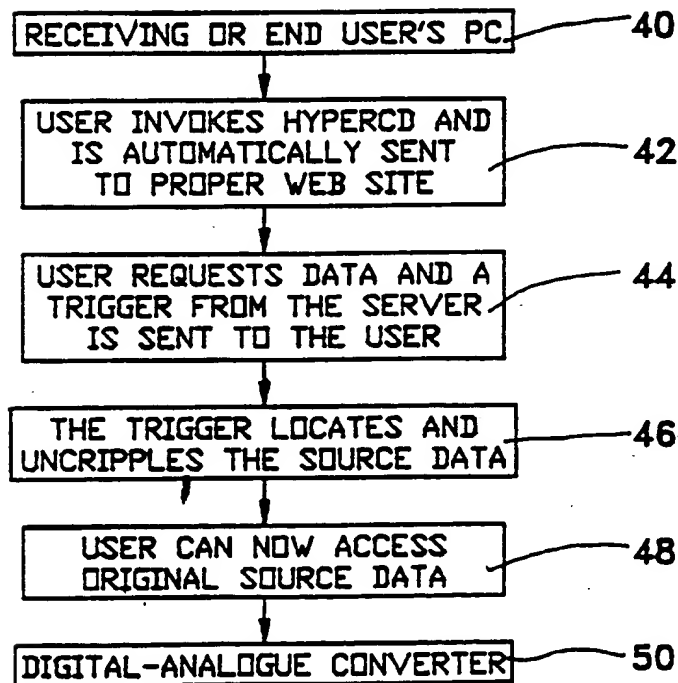 RECEIVING OR END USER'S PC. 40
USER INVOKES HYPERCD AND
IS AUTOMATICALLY SENT
TO PROPER WEB SITE 42
USER REQUESTS DATA AND A
TRIGGER FROM THE SERVER
IS SENT TO THE USER 44
THE TRIGGER LOCATES AND
UNCRIPPLES THE SOURCE DATA 46
USER CAN NOW ACCESS
ORIGINAL SOURCE DATA 48
DIGITAL-ANALOGUE CONVERTER 50